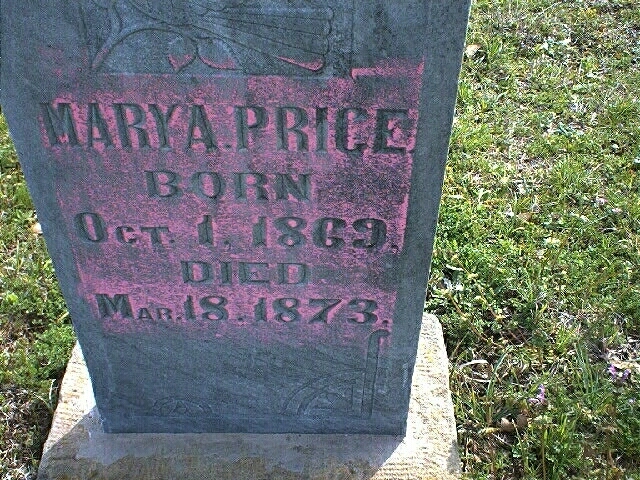 MARY A. PRICE
BORN
OCT. 1, 1869.
DIED
MAR. 18. 1873.